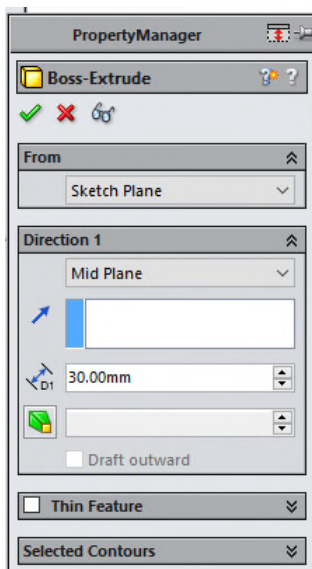 PropertyManager
Boss-Extrude
From
Sketch Plane
Direction 1
Mid Plane
D1 30.00mm
Draft outward
Thin Feature
Selected Contours